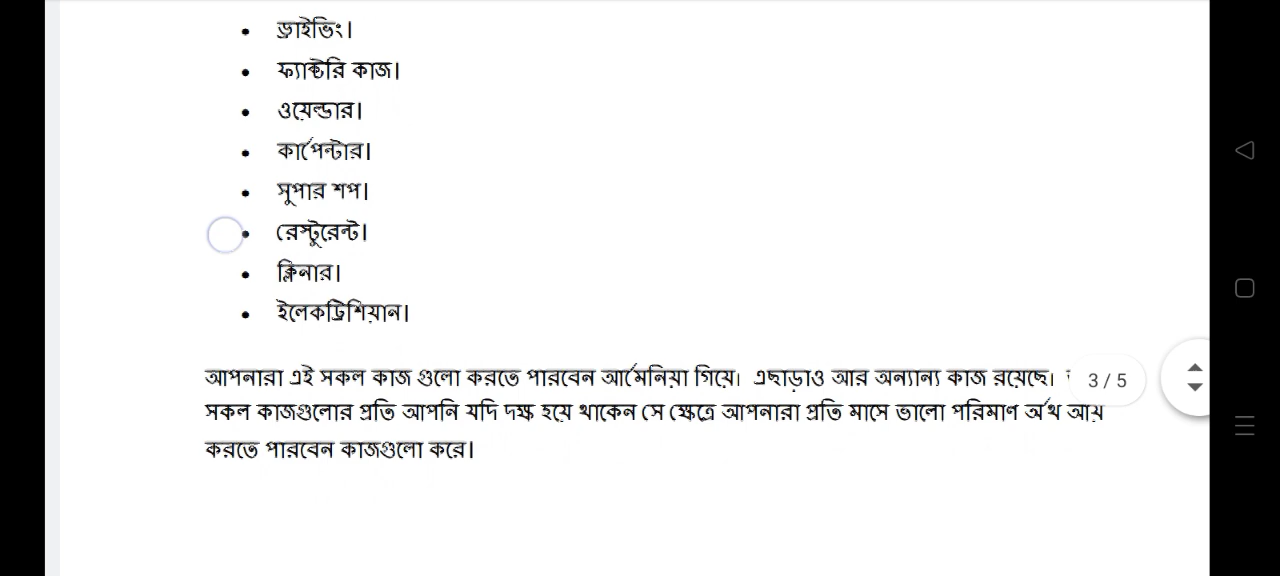 ড্রাইভিং।
ফ্যাক্টরি কাজ।
ওয়েল্ডার।
কার্পেন্টার।
সুপার শপ।
রেস্টুরেন্ট।
ক্লিনার।
ইলেকট্রিশিয়ান।
আপনারা এই সকল কাজ গুলো করতে পারবেন আর্মেনিয়া গিয়ে। এছাড়াও আর অন্যান্য কাজ রয়েছে।
3 / 5
সকল কাজগুলোর প্রতি আপনি যদি দক্ষ হয়ে থাকেন সে ক্ষেত্রে আপনারা প্রতি মাসে ভালো পরিমাণ অর্থ আয়
করতে পারবেন কাজগুলো করে।